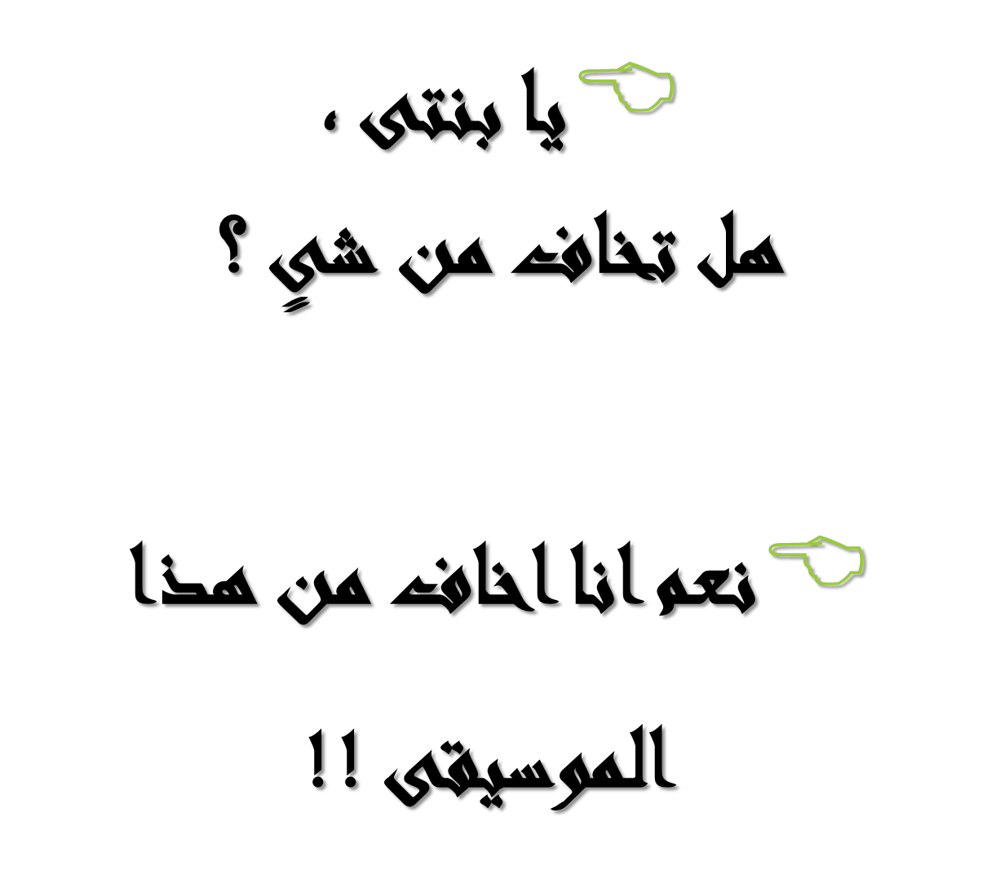 يا بنتى ،
هل تخاف من شيٍ ؟
نعم انا اخاف من هذا
الموسيقى !!